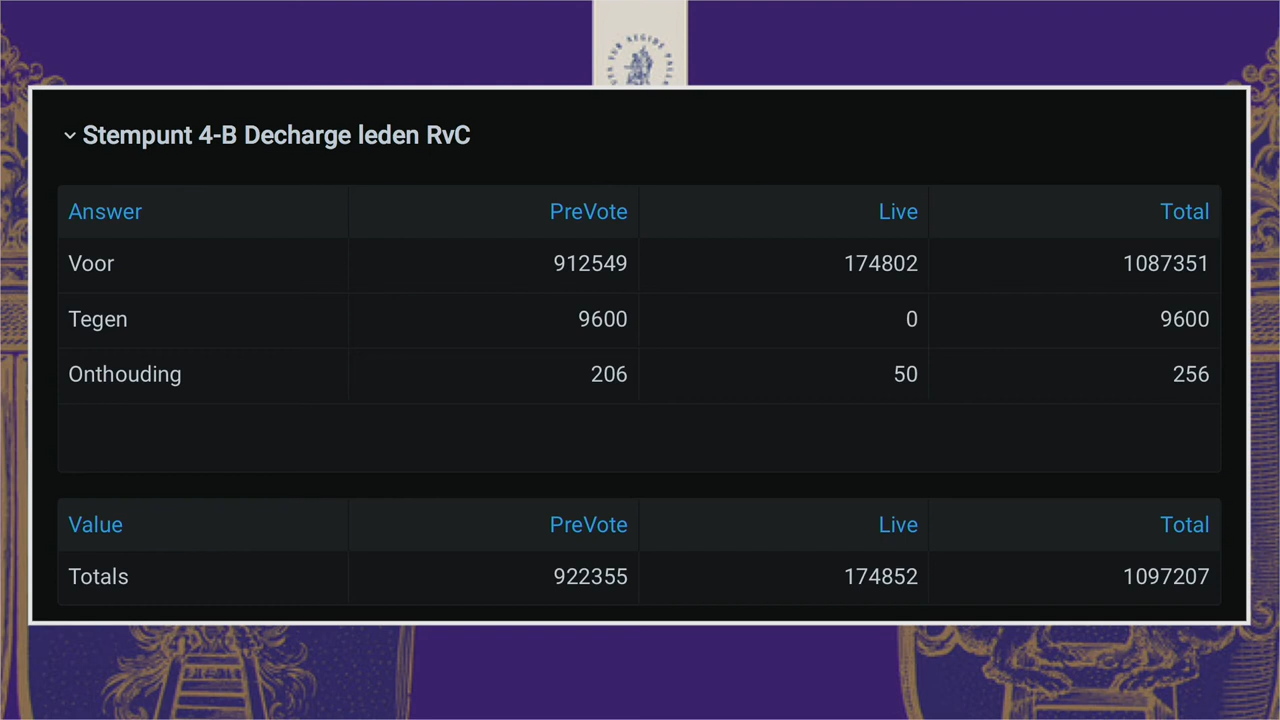 Stempunt 4-B Decharge leden RvC
Answer PreVote Live Total
Voor 912549 174802 1087351
Tegen 9600 0 9600
Onthouding 206 50 256
Value PreVote Live Total
Totals 922355 174852 1097207